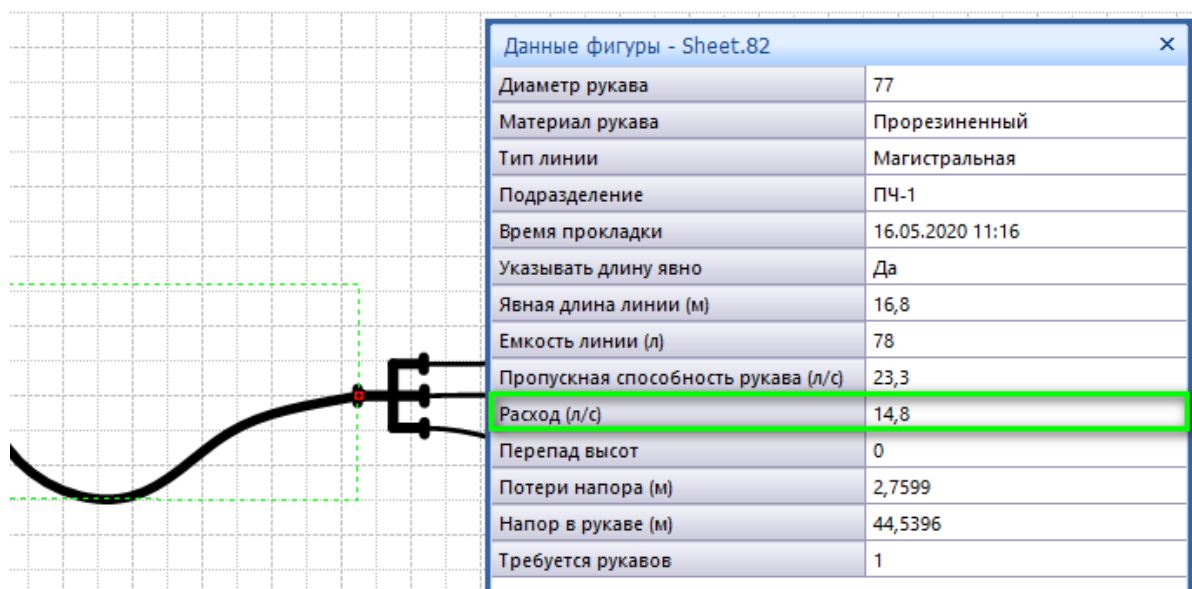 Данные фигуры - Sheet.82 ×
Диаметр рукава 77
Материал рукава Прорезиненный
Тип линии Магистральная
Подразделение ПЧ-1
Время прокладки 16.05.2020 11:16
Указывать длину явно Да
Явная длина линии (м) 16,8
Емкость линии (л) 78
Пропускная способность рукава (л/с) 23,3
Расход (л/с) 14,8
Перепад высот 0
Потери напора (м) 2,7599
Напор в рукаве (м) 44,5396
Требуется рукавов 1